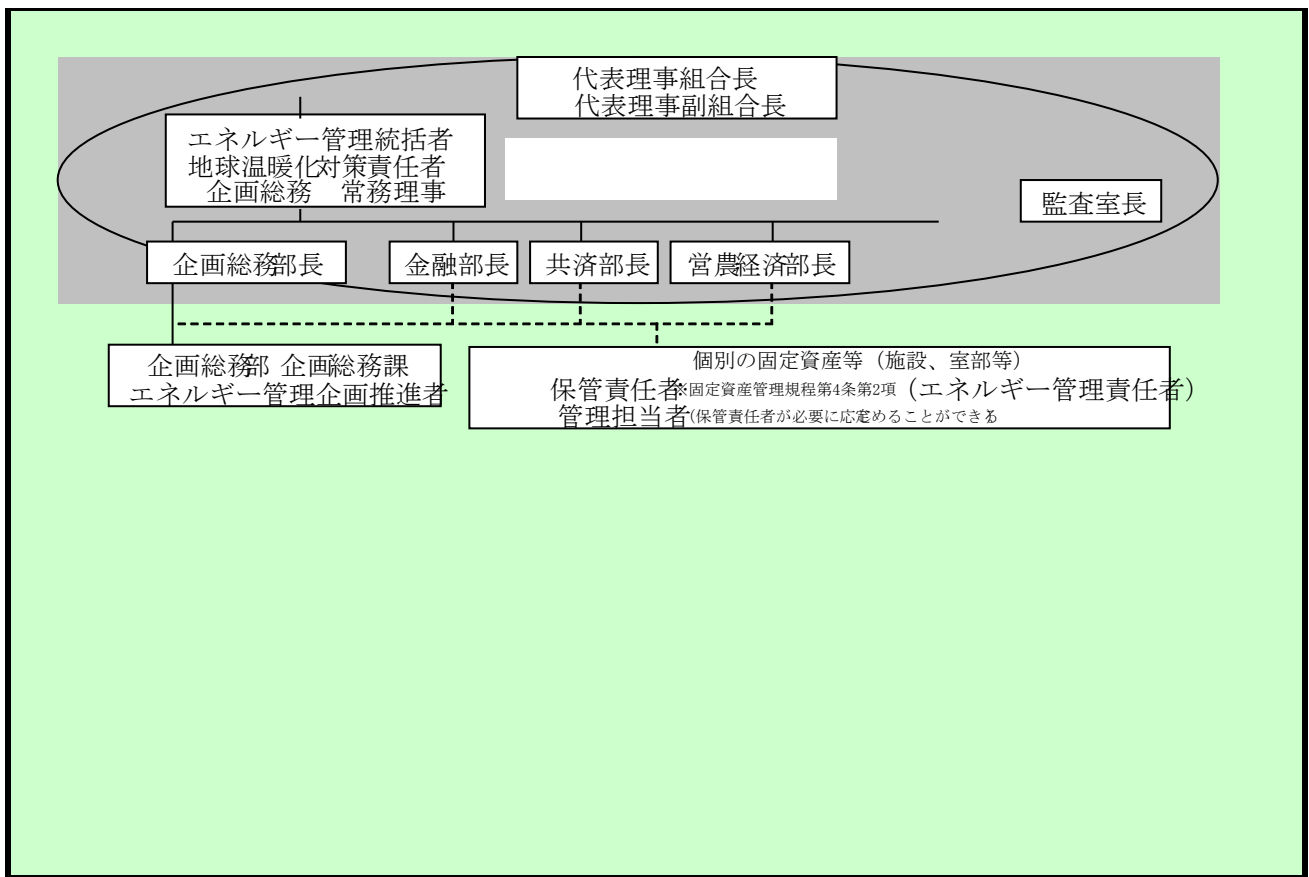 代表理事組合長
代表理事副組合長
エネルギー管理統括者
地球温暖化対策責任者
企画総務　常務理事
監査室長
企画総務部長
金融部長
共済部長
営農経済部長
企画総務部 企画総務課
エネルギー管理企画推進者
個別の固定資産等（施設、室部等）
保管責任者※固定資産管理規程第4条第2項（エネルギー管理責任者）
管理担当者(保管責任者が必要に応定めることができる)